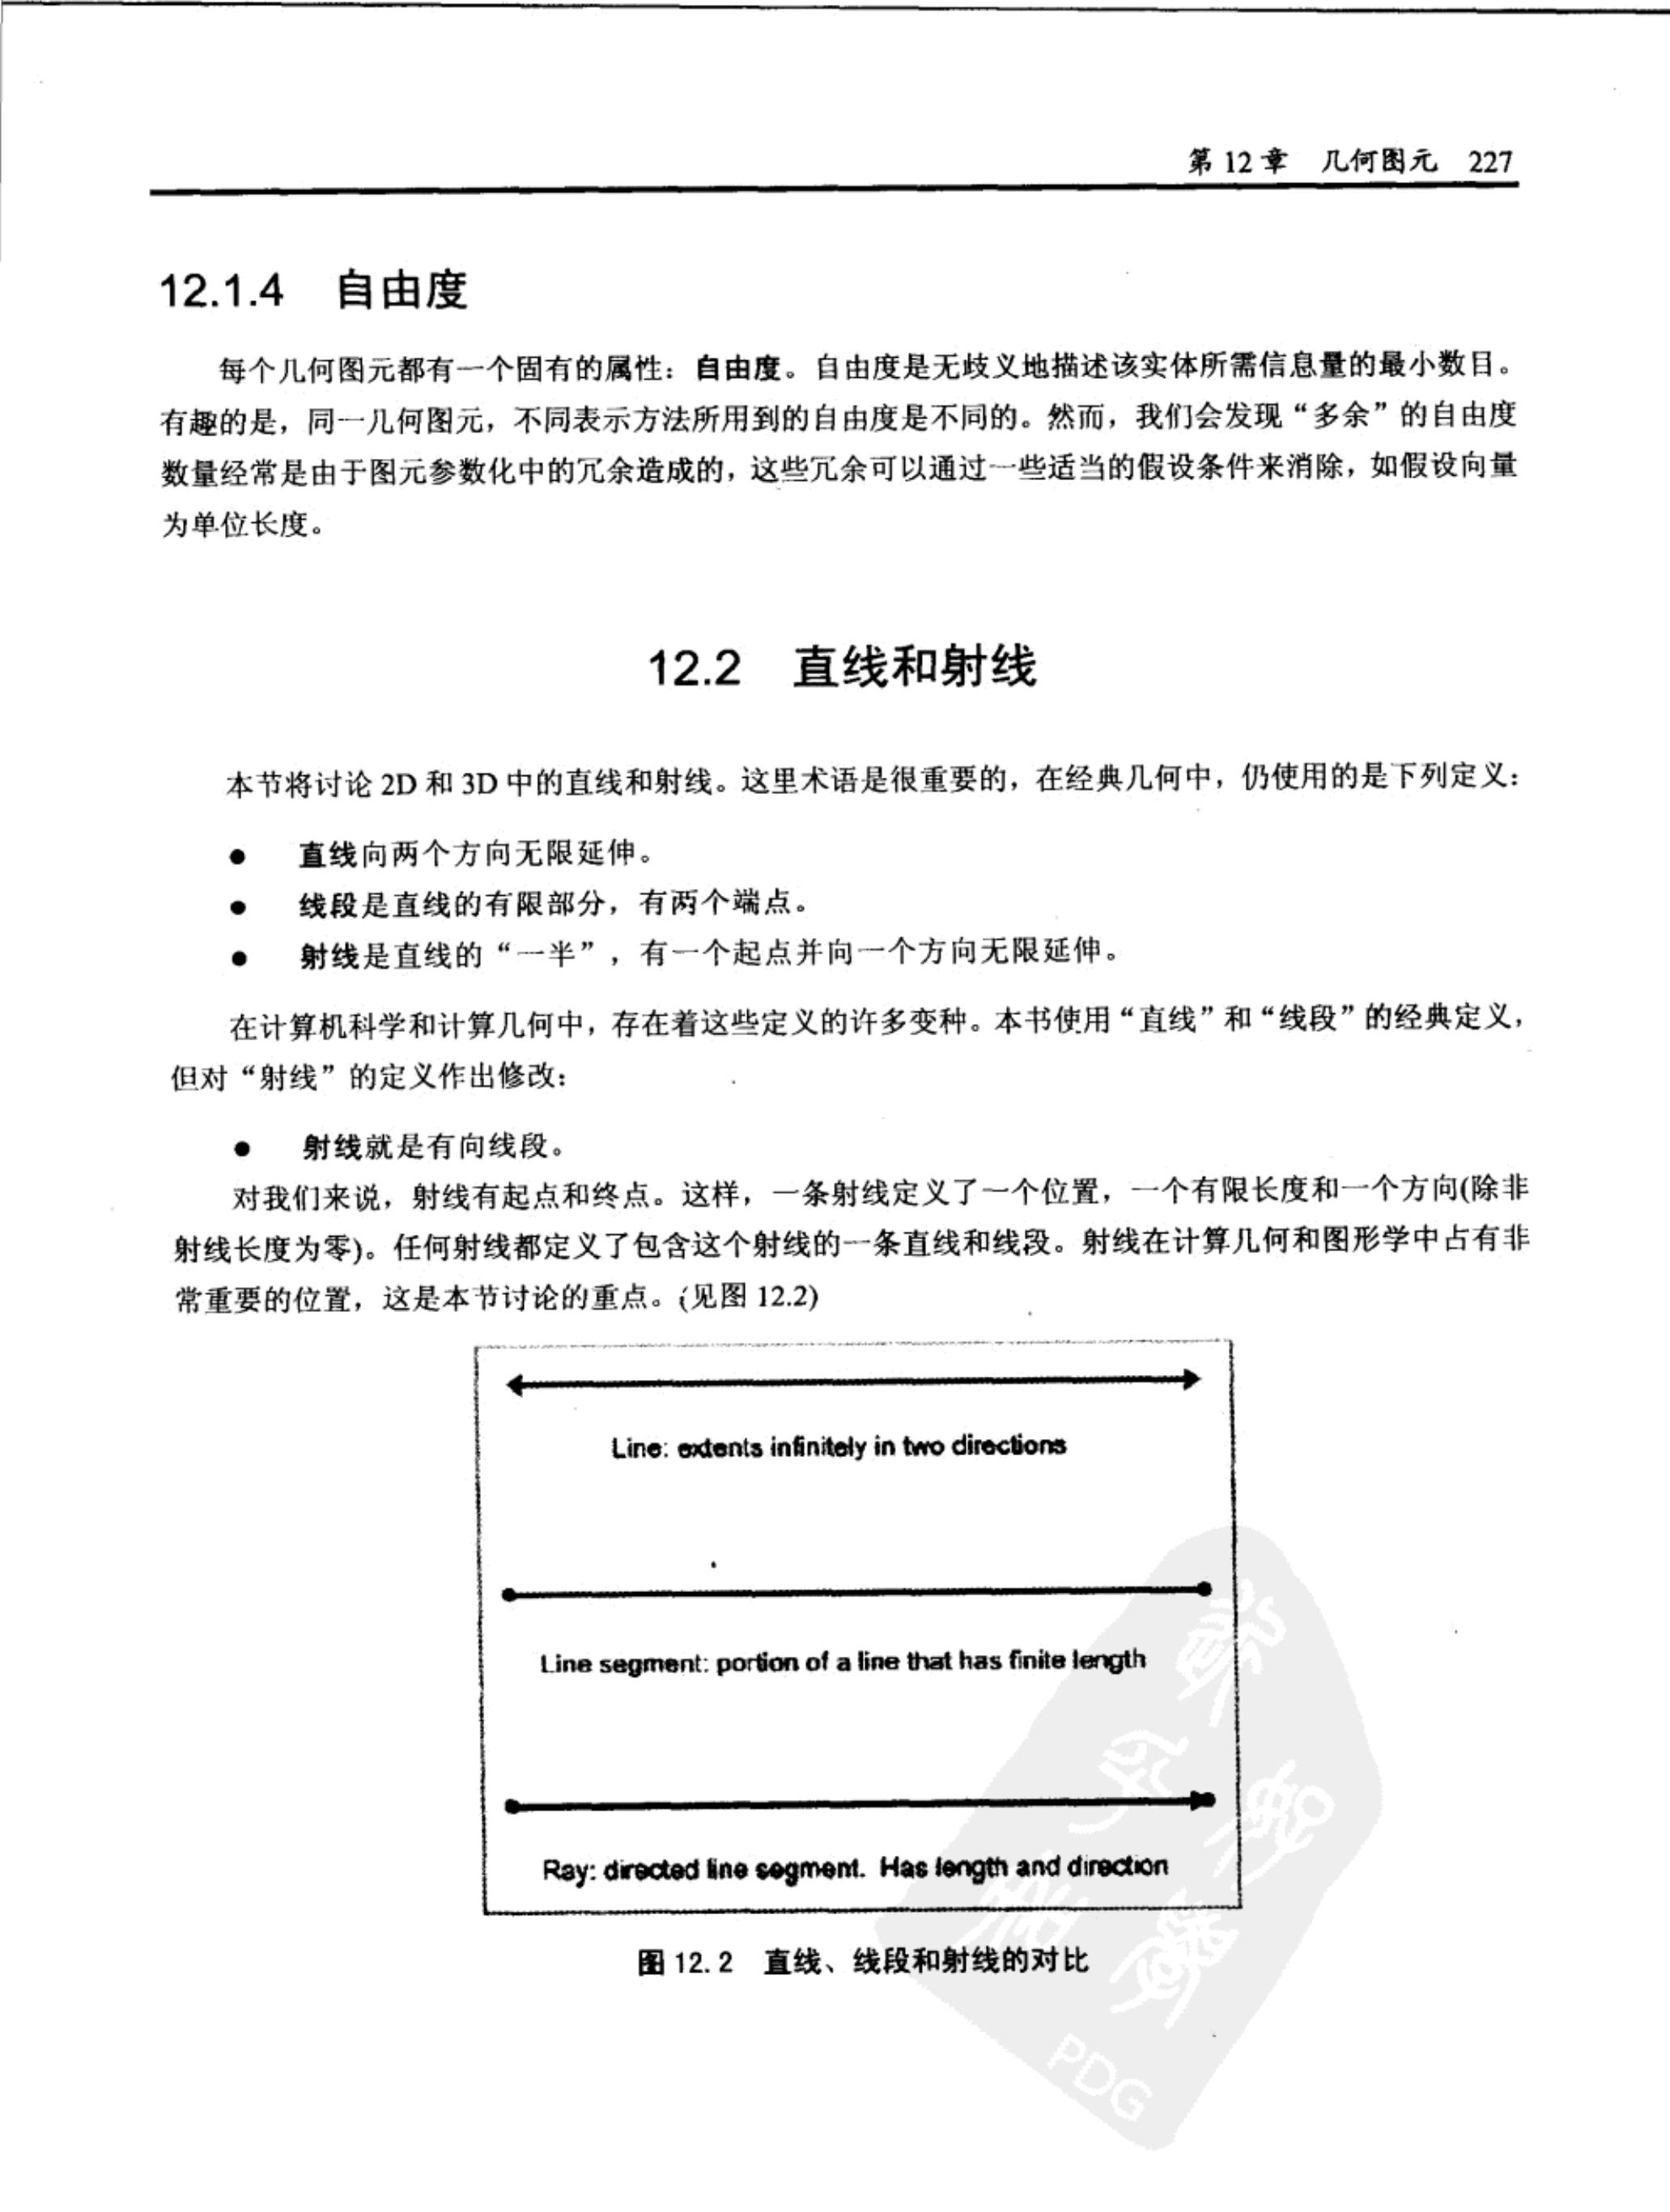 第 12 章 几何图元 227
12.1.4 自由度
每个几何图元都有一个固有的属性：自由度。自由度是无歧义地描述该实体所需信息量的最小数目。
有趣的是，同一几何图元，不同表示方法所用到的自由度是不同的。然而，我们会发现“多余”的自由度
数量经常是由于图元参数化中的冗余造成的，这些冗余可以通过一些适当的假设条件来消除，如假设向量
为单位长度。
12.2 直线和射线
本节将讨论 2D 和 3D 中的直线和射线。这里术语是很重要的，在经典几何中，仍使用的是下列定义：
● 直线向两个方向无限延伸。
● 线段是直线的有限部分，有两个端点。
● 射线是直线的“一半”，有一个起点并向一个方向无限延伸。
在计算机科学和计算几何中，存在着这些定义的许多变种。本书使用“直线”和“线段”的经典定义，
但对“射线”的定义作出修改：
● 射线就是有向线段。
对我们来说，射线有起点和终点。这样，一条射线定义了一个位置，一个有限长度和一个方向(除非
射线长度为零)。任何射线都定义了包含这个射线的一条直线和线段。射线在计算几何和图形学中占有非
常重要的位置，这是本节讨论的重点。(见图 12.2)
Line: extents infinitely in two directions
Line segment: portion of a line that has finite length
Ray: directed line segment. Has length and direction
图 12.2 直线、线段和射线的对比
PDG